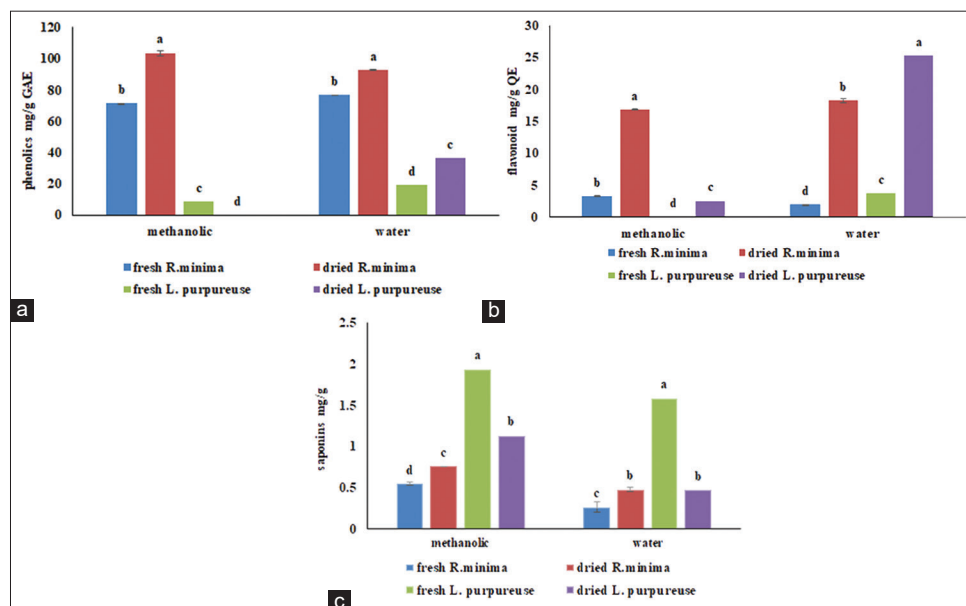 a
phenolics mg/g GAE
120
100
80
60
40
20
0
b
a
c
d
b
a
d
c
methanolic
water
fresh R.minima
dried R.minima
fresh L. purpureuse
dried L. purpureuse
b
flavonoid mg/g QE
30
25
20
15
10
5
0
b
a
d
c
d
b
c
a
methanolic
water
fresh R.minima
dried R.minima
fresh L. purpureuse
dried L. purpureuse
c
saponins mg/g
2.5
2
1.5
1
0.5
0
d
c
a
b
c
b
a
b
methanolic
water
fresh R.minima
dried R.minima
fresh L. purpureuse
dried L. purpureuse